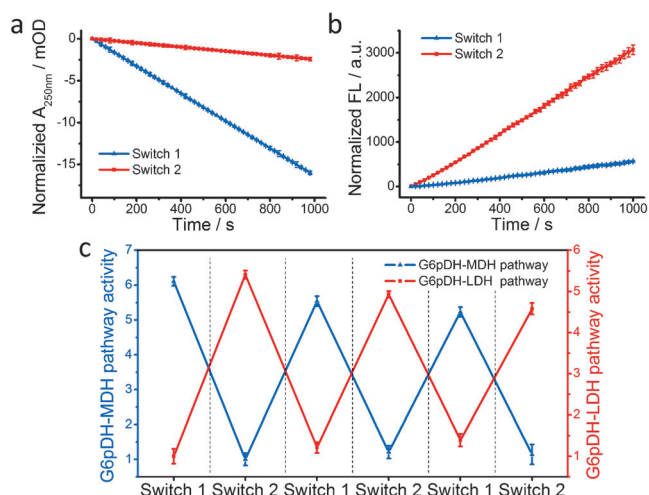 a
Normalizied A250nm / mOD
0
-5
-10
-15
Switch 1
Switch 2
0 200 400 600 800 1000
Time / s
b
Normalized FL / a.u.
3000
2000
1000
0
Switch 1
Switch 2
0 200 400 600 800 1000
Time / s
c
G6pDH-MDH pathway activity
7
6
5
4
3
2
1
G6pDH-MDH pathway
G6pDH-LDH pathway
6
5
4
3
2
1
G6pDH-LDH pathway activity
Switch 1 Switch 2 Switch 1 Switch 2 Switch 1 Switch 2